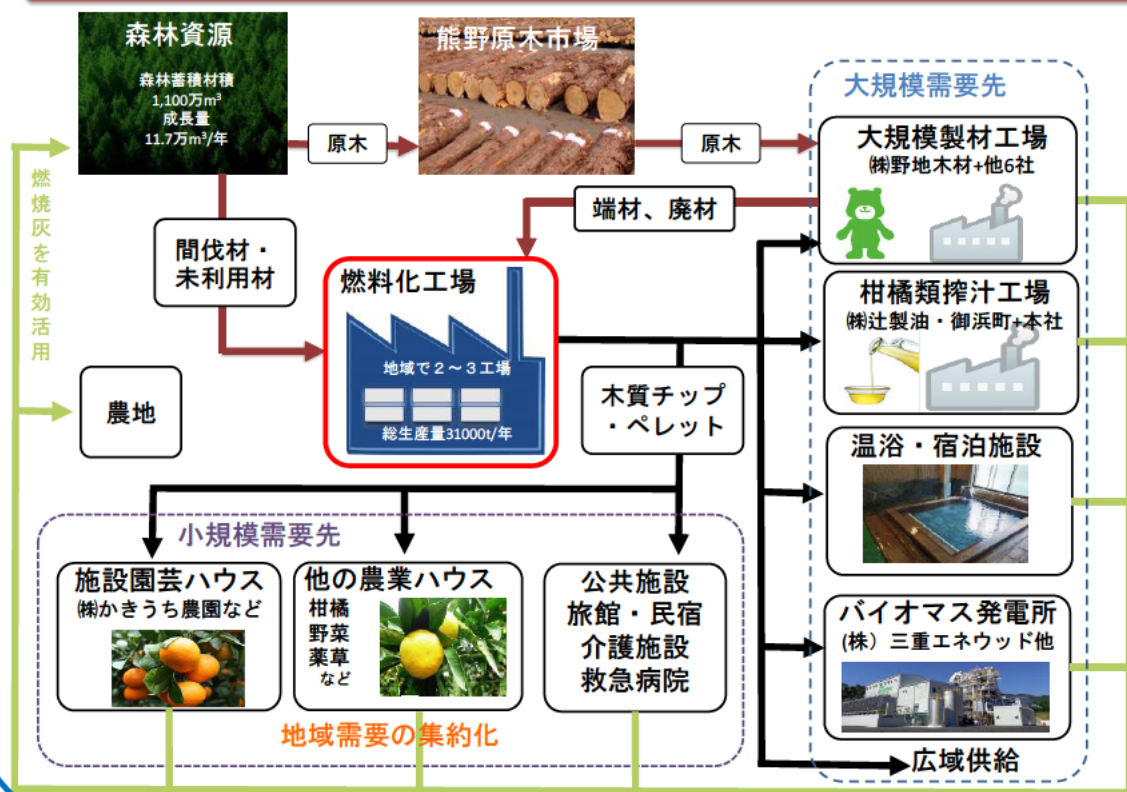 森林資源
森林蓄積材積
1,100万m³
成長量
11.7万m³/年
原木
熊野原木市場
原木
大規模需要先
大規模製材工場
㈱野地木材+他6社
端材、廃材
間伐材・
未利用材
燃焼灰を有効活用
燃料化工場
地域で２～３工場
総生産量31000t/年
柑橘類搾汁工場
㈱辻製油・御浜町+本社
木質チップ
・ペレット
農地
温浴・宿泊施設
小規模需要先
施設園芸ハウス
㈱かきうち農園など
他の農業ハウス
柑橘
野菜
薬草
など
公共施設
旅館・民宿
介護施設
救急病院
バイオマス発電所
(株）三重エネウッド他
地域需要の集約化
広域供給